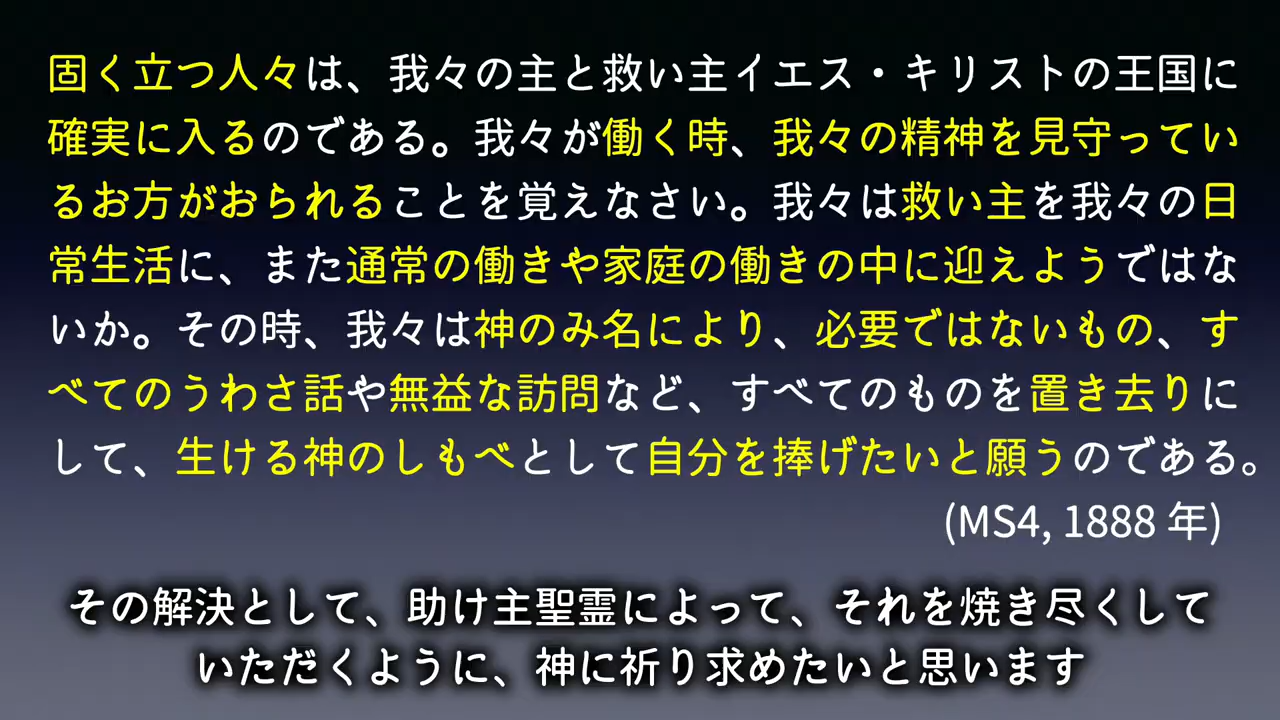 固く立つ人々は、我々の主と救い主イエス・キリストの王国に
確実に入るのである。我々が働く時、我々の精神を見守ってい
るお方がおられることを覚えなさい。我々は救い主を我々の日
常生活に、また通常の働きや家庭の働きの中に迎えようではな
いか。その時、我々は神のみ名により、必要ではないもの、す
べてのうわさ話や無益な訪問など、すべてのものを置き去りに
して、生ける神のしもべとして自分を捧げたいと願うのである。
(MS4, 1888 年)
その解決として、助け主聖霊によって、それを焼き尽くして
いただくように、神に祈り求めたいと思います